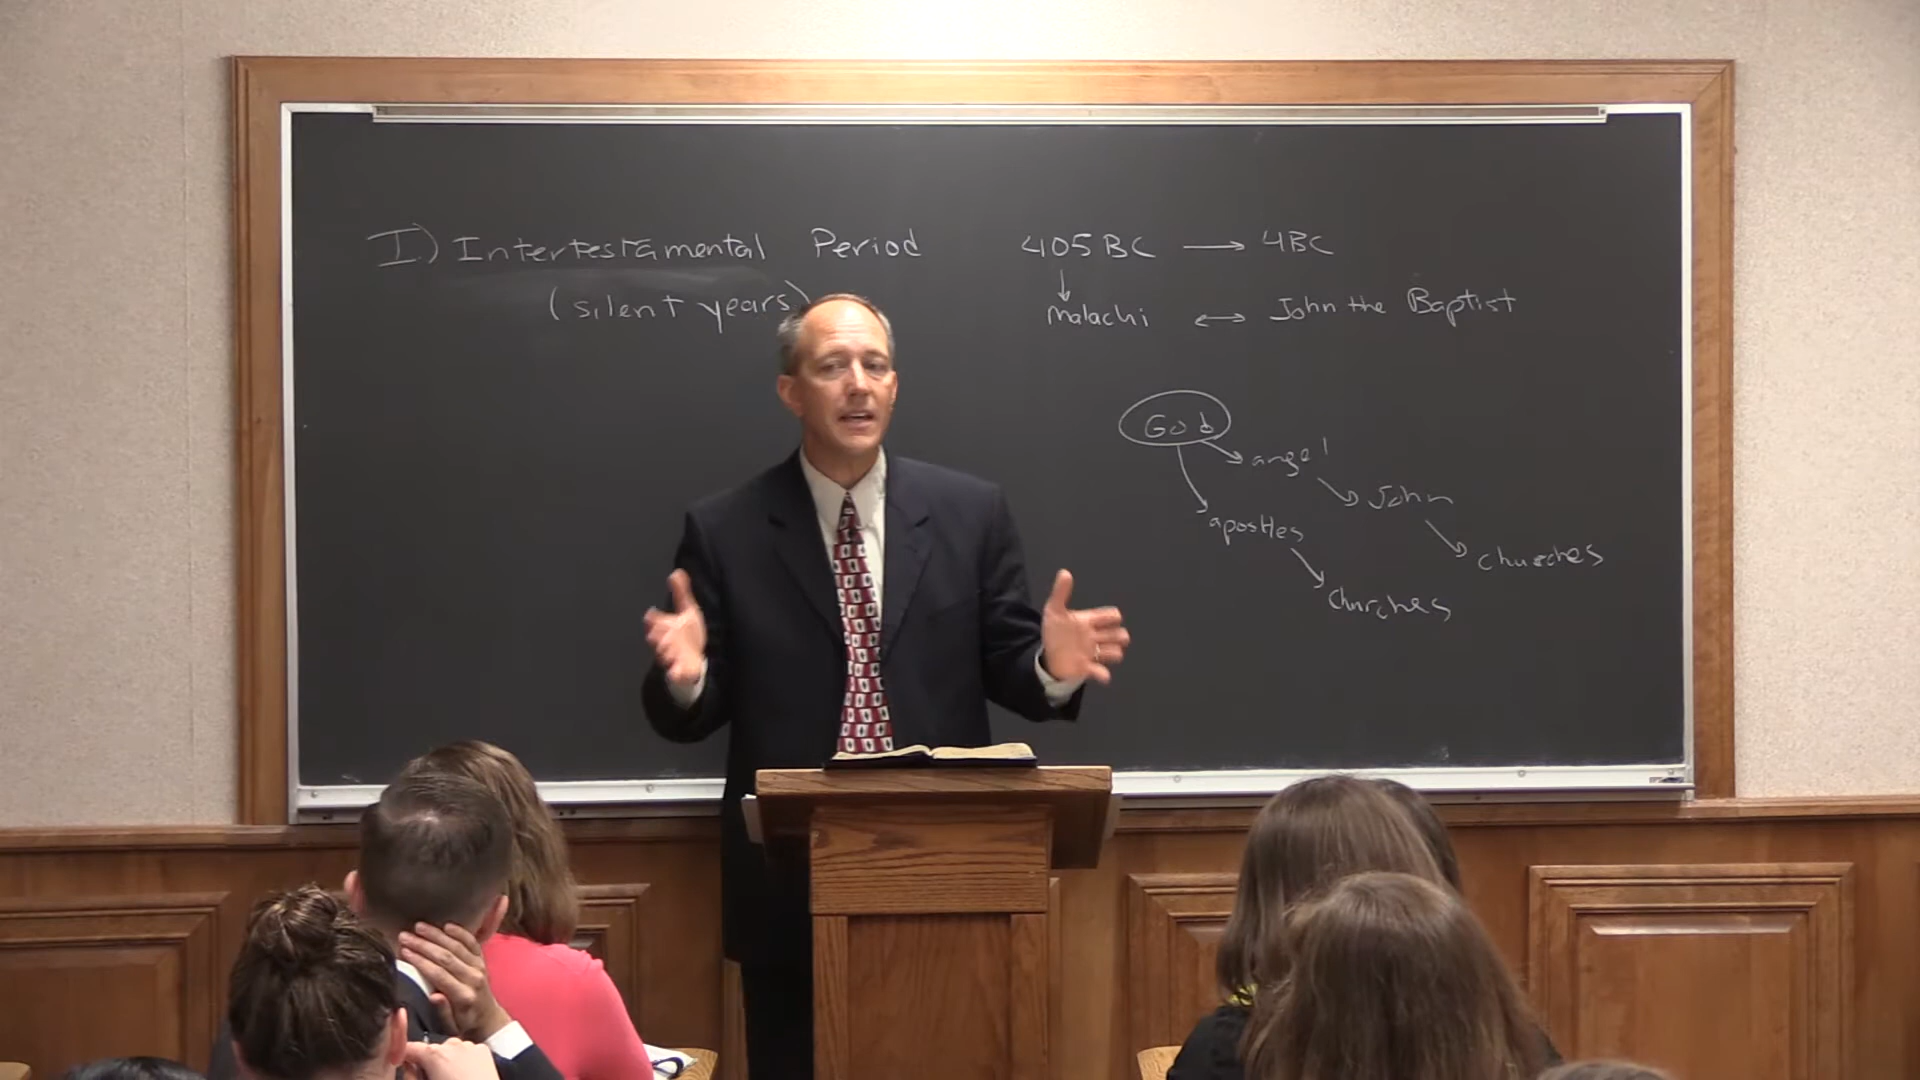 I.) Intertestamental Period 405 BC → 4BC
(silent years)
↓
Malachi ↔ John the Baptist
God
→ angel
→ John
apostles
→ churches
→ churches